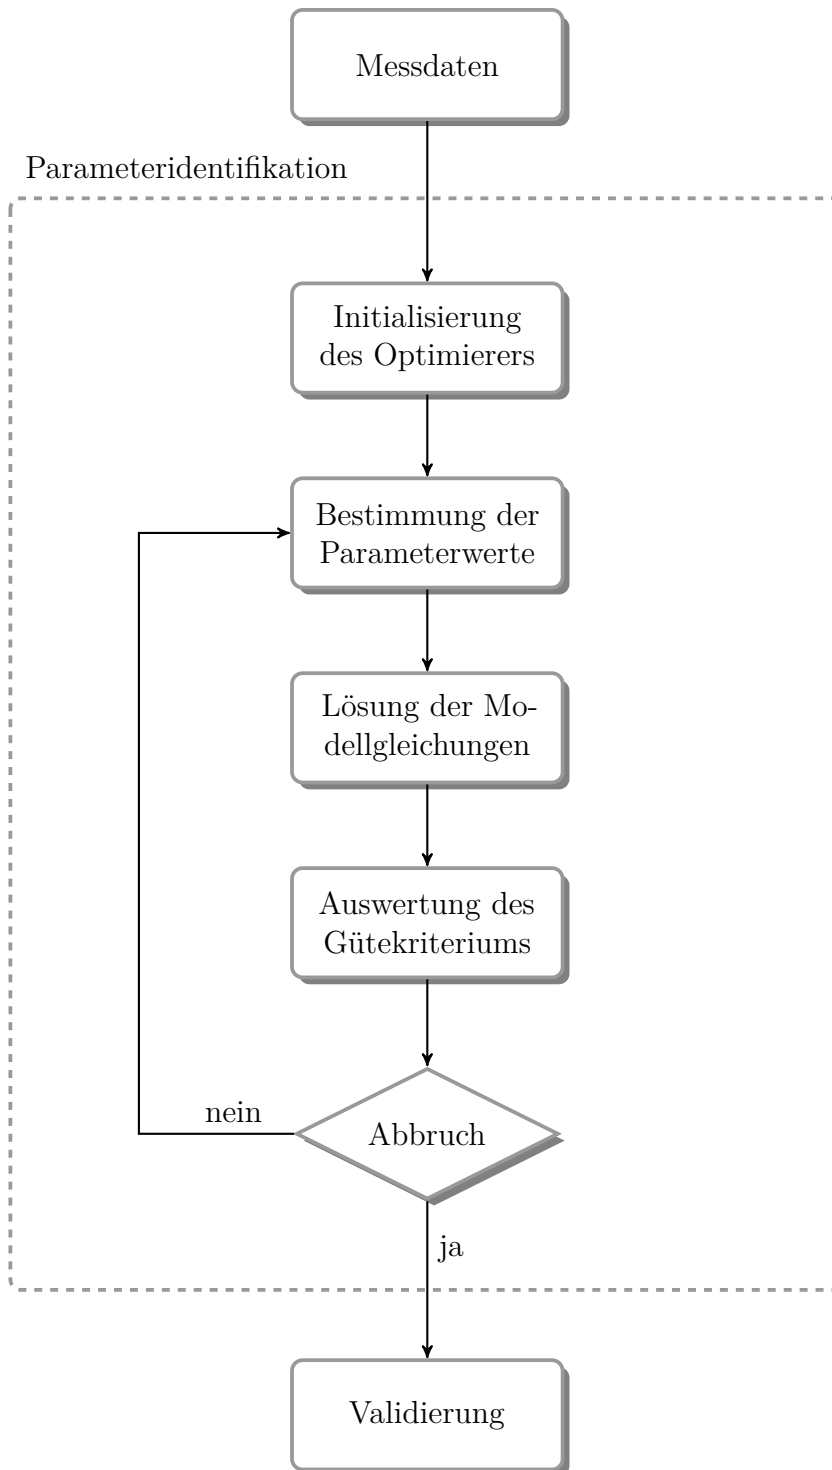 Messdaten
Parameteridentifikation
Initialisierung
des Optimierers
Bestimmung der
Parameterwerte
Lösung der Mo-
dellgleichungen
Auswertung des
Gütekriteriums
nein
Abbruch
ja
Validierung